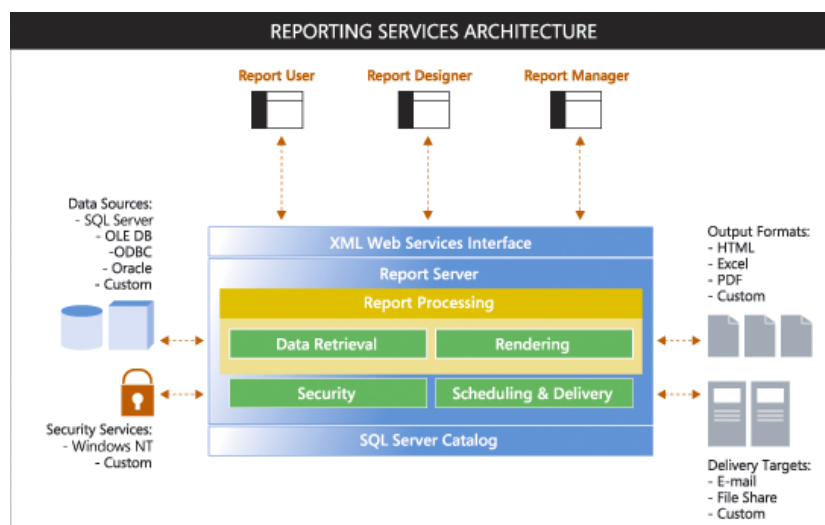 REPORTING SERVICES ARCHITECTURE
Report User
Report Designer
Report Manager
Data Sources:
- SQL Server
- OLE DB
-ODBC
- Oracle
- Custom
XML Web Services Interface
Report Server
Report Processing
Data Retrieval
Rendering
Security
Scheduling & Delivery
SQL Server Catalog
Output Formats:
- HTML
- Excel
- PDF
- Custom
Security Services:
- Windows NT
- Custom
Delivery Targets:
- E-mail
- File Share
- Custom